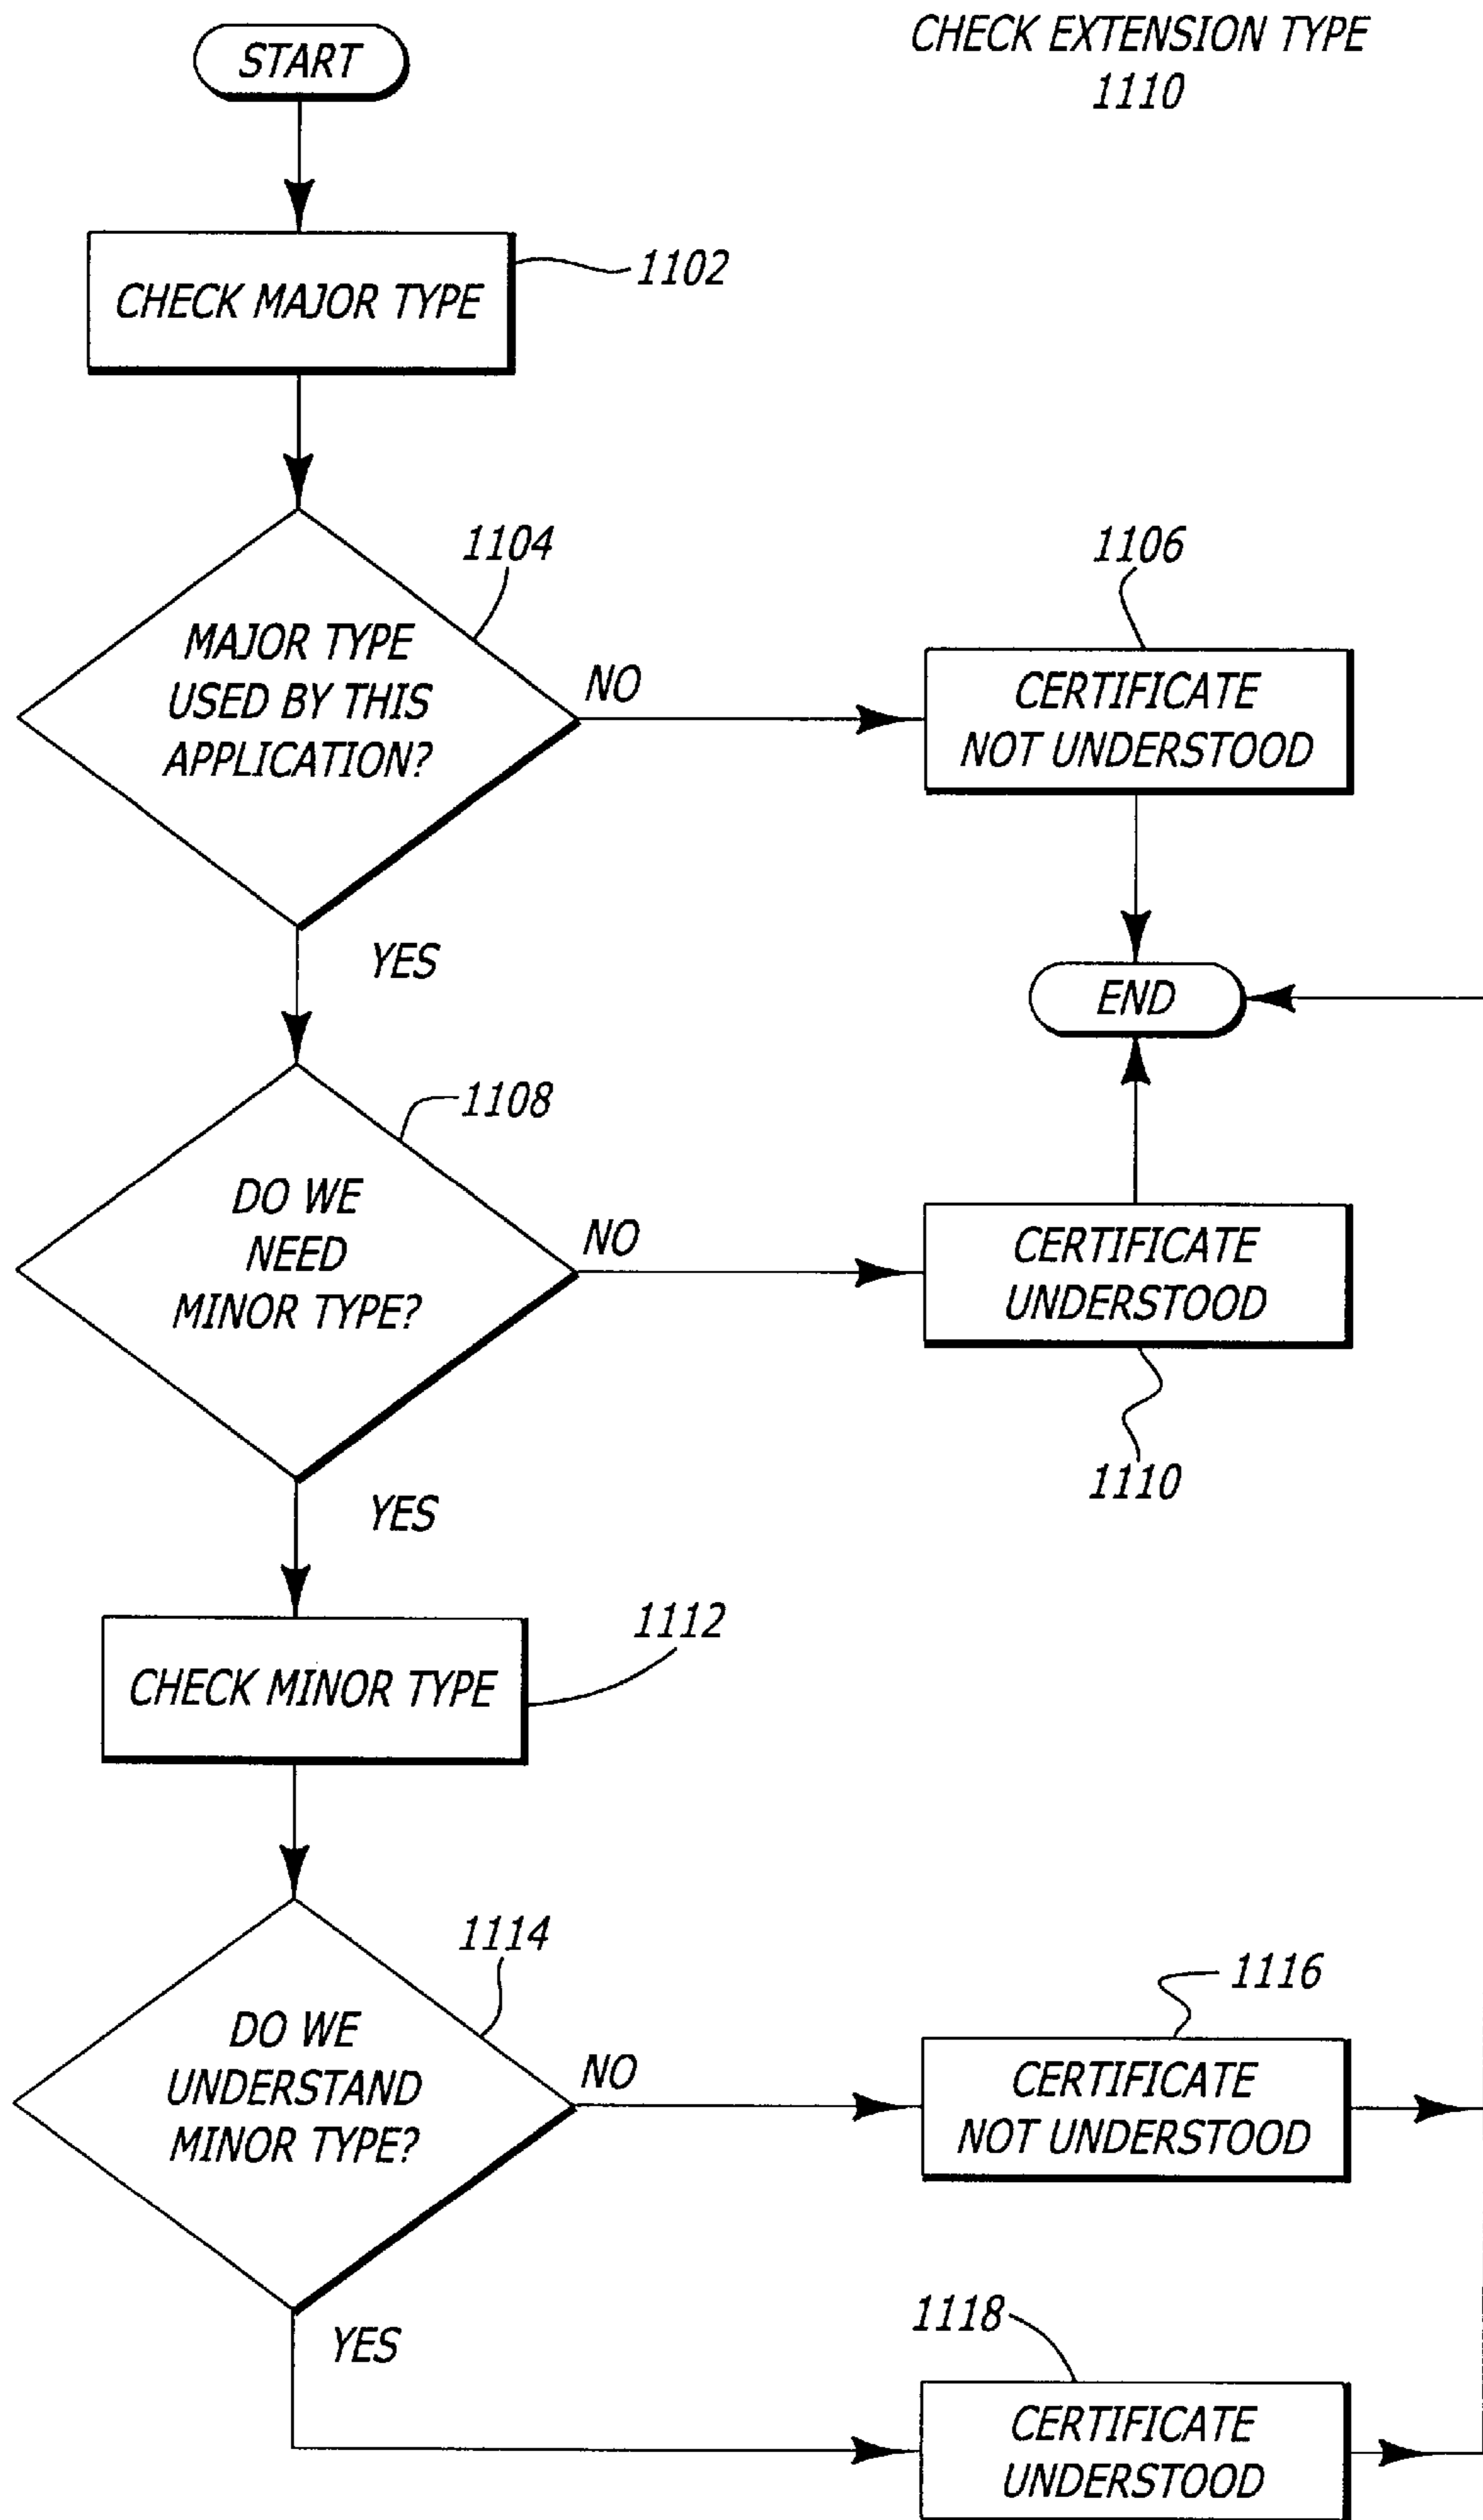 START
CHECK EXTENSION TYPE
1110
CHECK MAJOR TYPE
1102
MAJOR TYPE
USED BY THIS
APPLICATION?
1104
NO
1106
CERTIFICATE
NOT UNDERSTOOD
YES
END
DO WE
NEED
MINOR TYPE?
1108
NO
CERTIFICATE
UNDERSTOOD
1110
YES
CHECK MINOR TYPE
1112
DO WE
UNDERSTAND
MINOR TYPE?
1114
NO
1116
CERTIFICATE
NOT UNDERSTOOD
YES
1118
CERTIFICATE
UNDERSTOOD